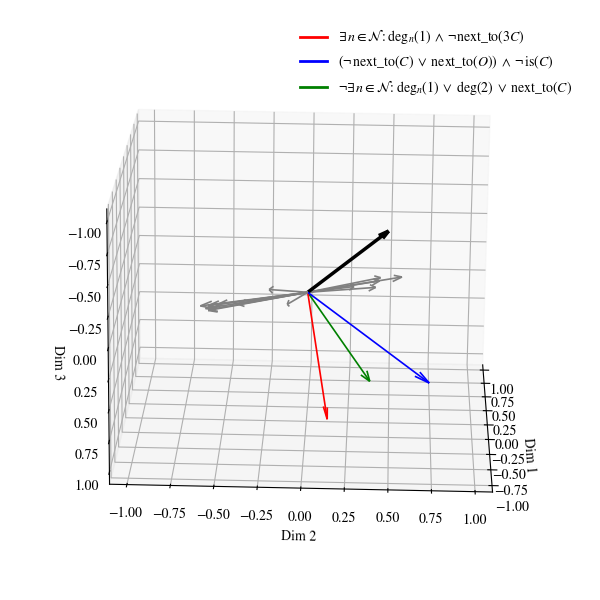 ∃n ∈ 𝒩: degₙ(1) ∧ ¬next_to(3C)
(¬next_to(C) ∨ next_to(O)) ∧ ¬is(C)
¬∃n ∈ 𝒩: degₙ(1) ∨ deg(2) ∨ next_to(C)
−1.00
−0.75
−0.50
−0.25
0.00
0.25
0.50
0.75
1.00
Dim 3
1.00
0.75
0.50
0.25
0.00
−0.25
−0.50
−0.75
−1.00
Dim 1
−1.00 −0.75 −0.50 −0.25 0.00 0.25 0.50 0.75 1.00
Dim 2